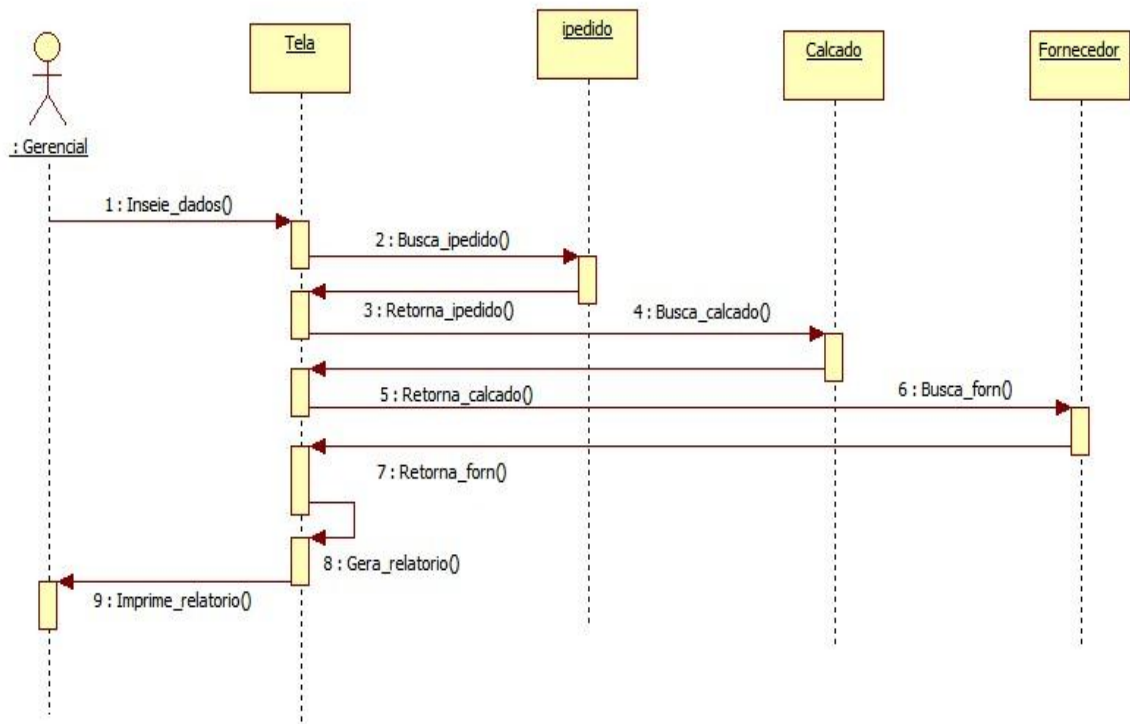 ipedido
Tela
Calcado
Fornecedor
: Gerencial
1 : Inseie_dados()
2 : Busca_ipedido()
3 : Retorna_ipedido()
4 : Busca_calcado()
5 : Retorna_calcado()
6 : Busca_forn()
7 : Retorna_forn()
8 : Gera_relatorio()
9 : Imprime_relatorio()